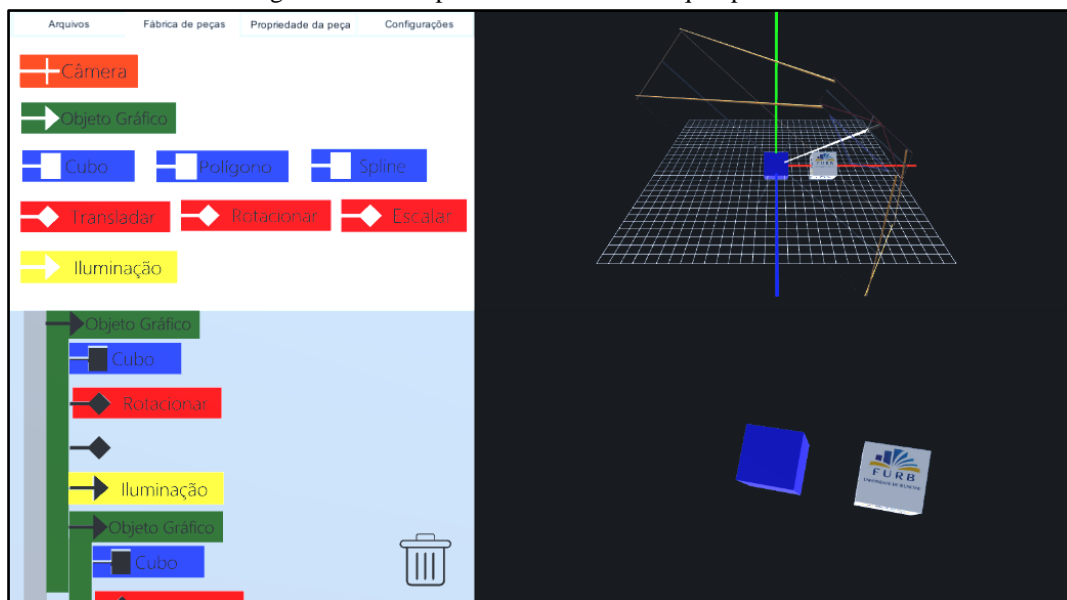 Arquivos Fábrica de peças Propriedade da peça Configurações
Câmera
Objeto Gráfico
Cubo Polígono Spline
Transladar Rotacionar Escalar
Iluminação
Objeto Gráfico
Cubo
Rotacionar
Iluminação
Objeto Gráfico
Cubo
FURB